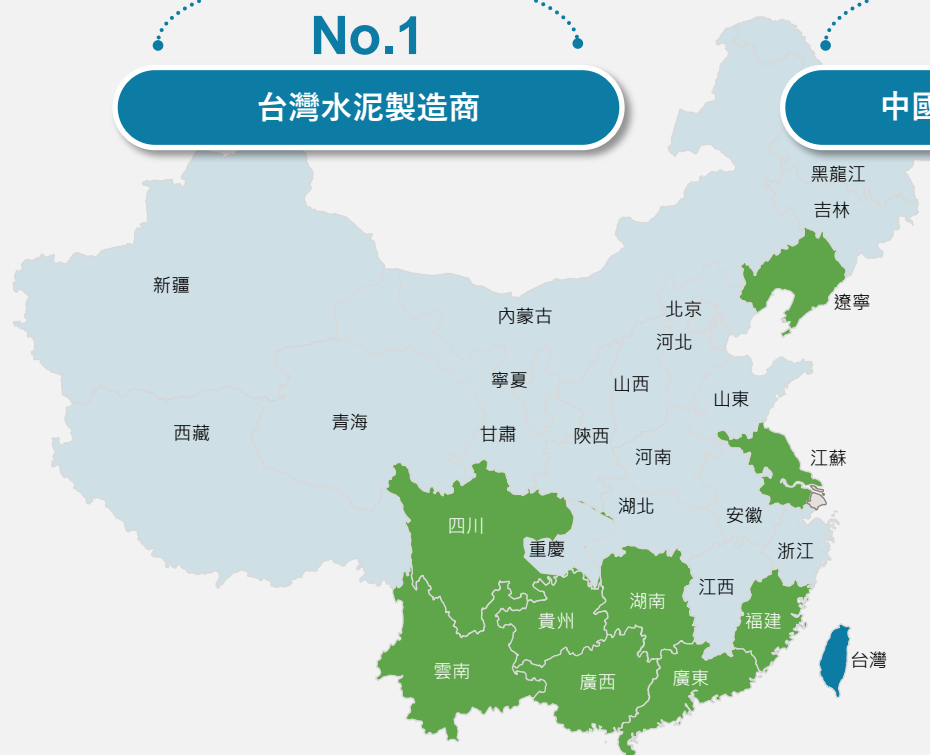 No.1
台灣水泥製造商
中國
黑龍江
吉林
新疆
遼寧
內蒙古
北京
河北
寧夏
山西
山東
青海
西藏
甘肅
陝西
河南
江蘇
湖北
安徽
四川
重慶
浙江
江西
湖南
貴州
福建
台灣
雲南
廣西
廣東